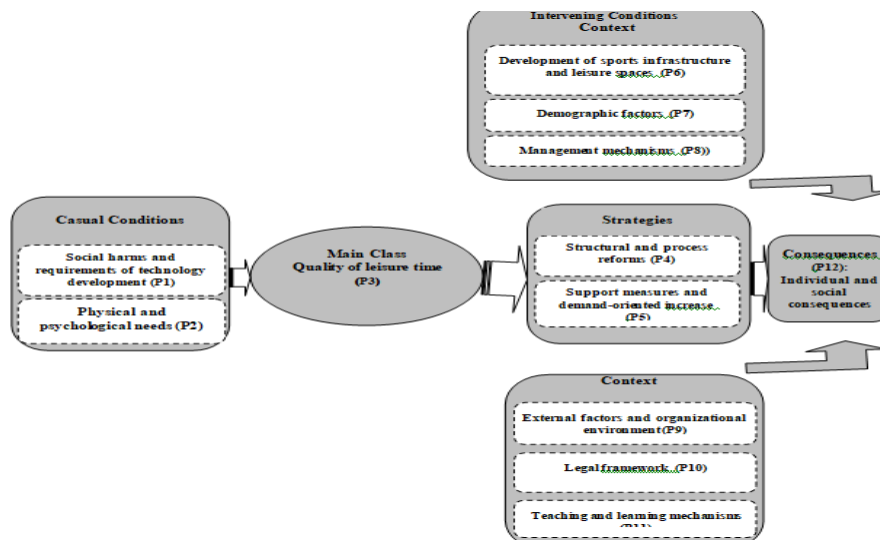 Intervening Conditions
Context
Development of sports infrastructure
and leisure spaces (P6)
Demographic factors (P7)
Management mechanisms (P8))
Casual Conditions
Social harms and
requirements of technology
development (P1)
Physical and
psychological needs (P2)
Main Class
Quality of leisure time
(P3)
Strategies
Structural and process
reforms (P4)
Support measures and
demand-oriented increase
(P5)
Consequences
(P12):
Individual and
social
consequences
Context
External factors and organizational
environment (P9)
Legal framework (P10)
Teaching and learning mechanisms
(P11)